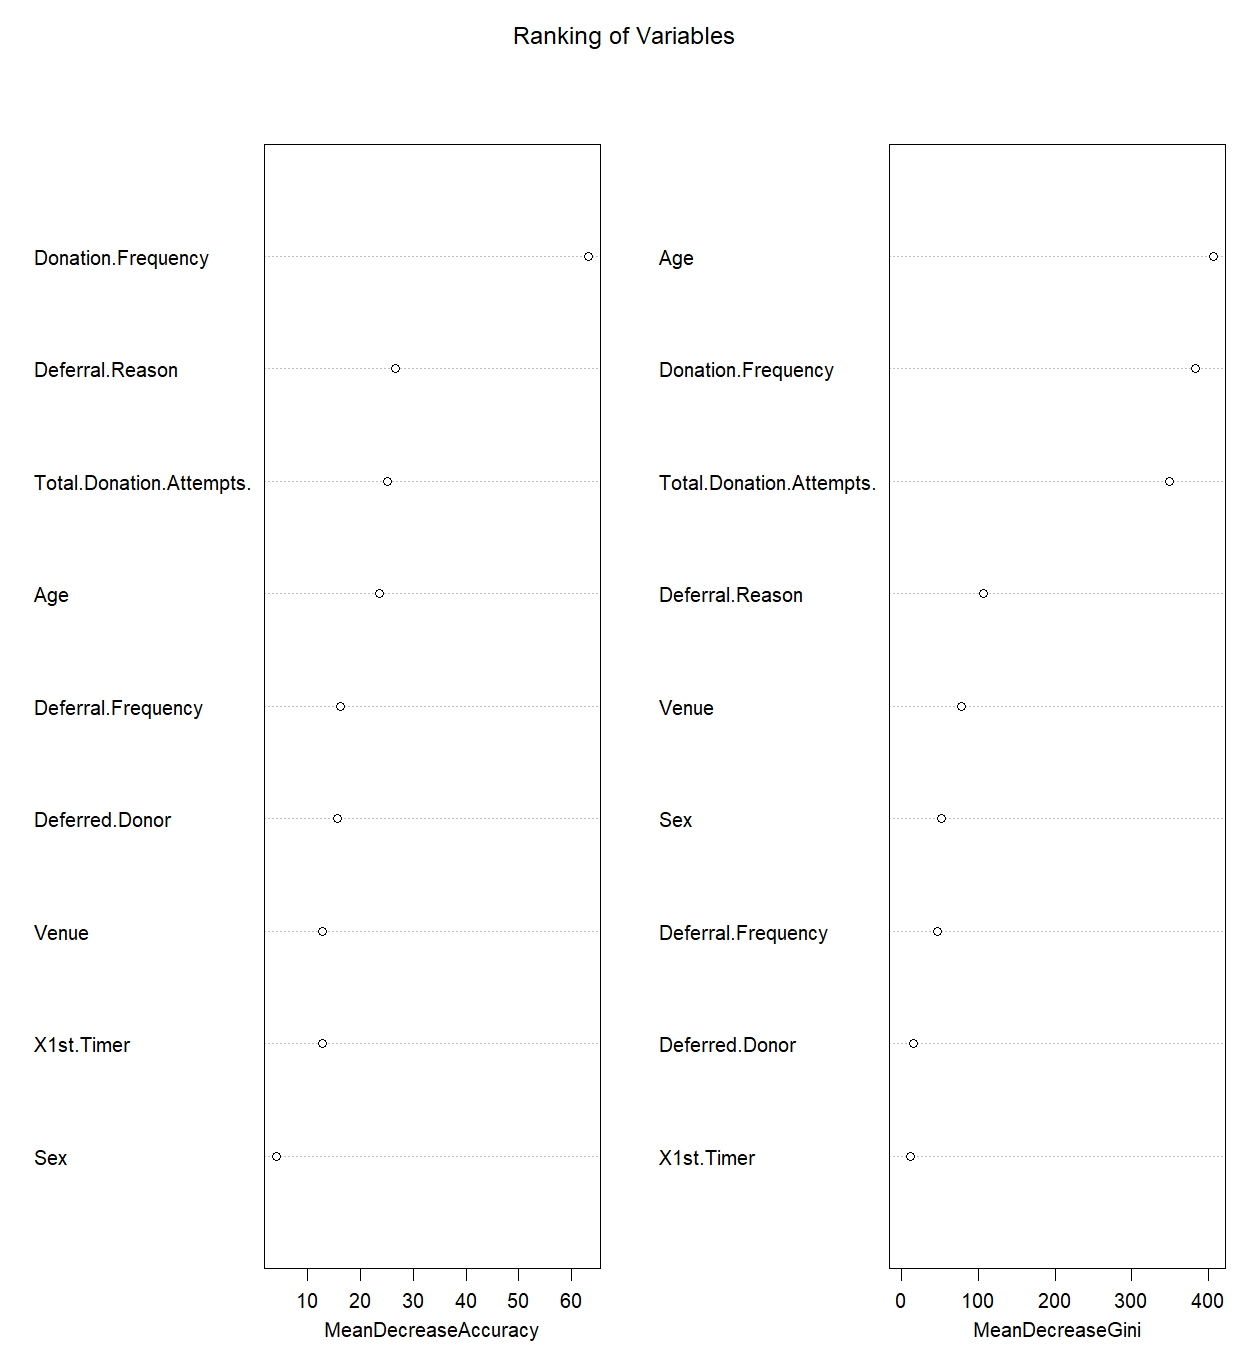 Ranking of Variables
Donation.Frequency
Deferral.Reason
Total.Donation.Attempts.
Age
Deferral.Frequency
Deferred.Donor
Venue
X1st.Timer
Sex
10 20 30 40 50 60
MeanDecreaseAccuracy
Age
Donation.Frequency
Total.Donation.Attempts.
Deferral.Reason
Venue
Sex
Deferral.Frequency
Deferred.Donor
X1st.Timer
0 100 200 300 400
MeanDecreaseGini